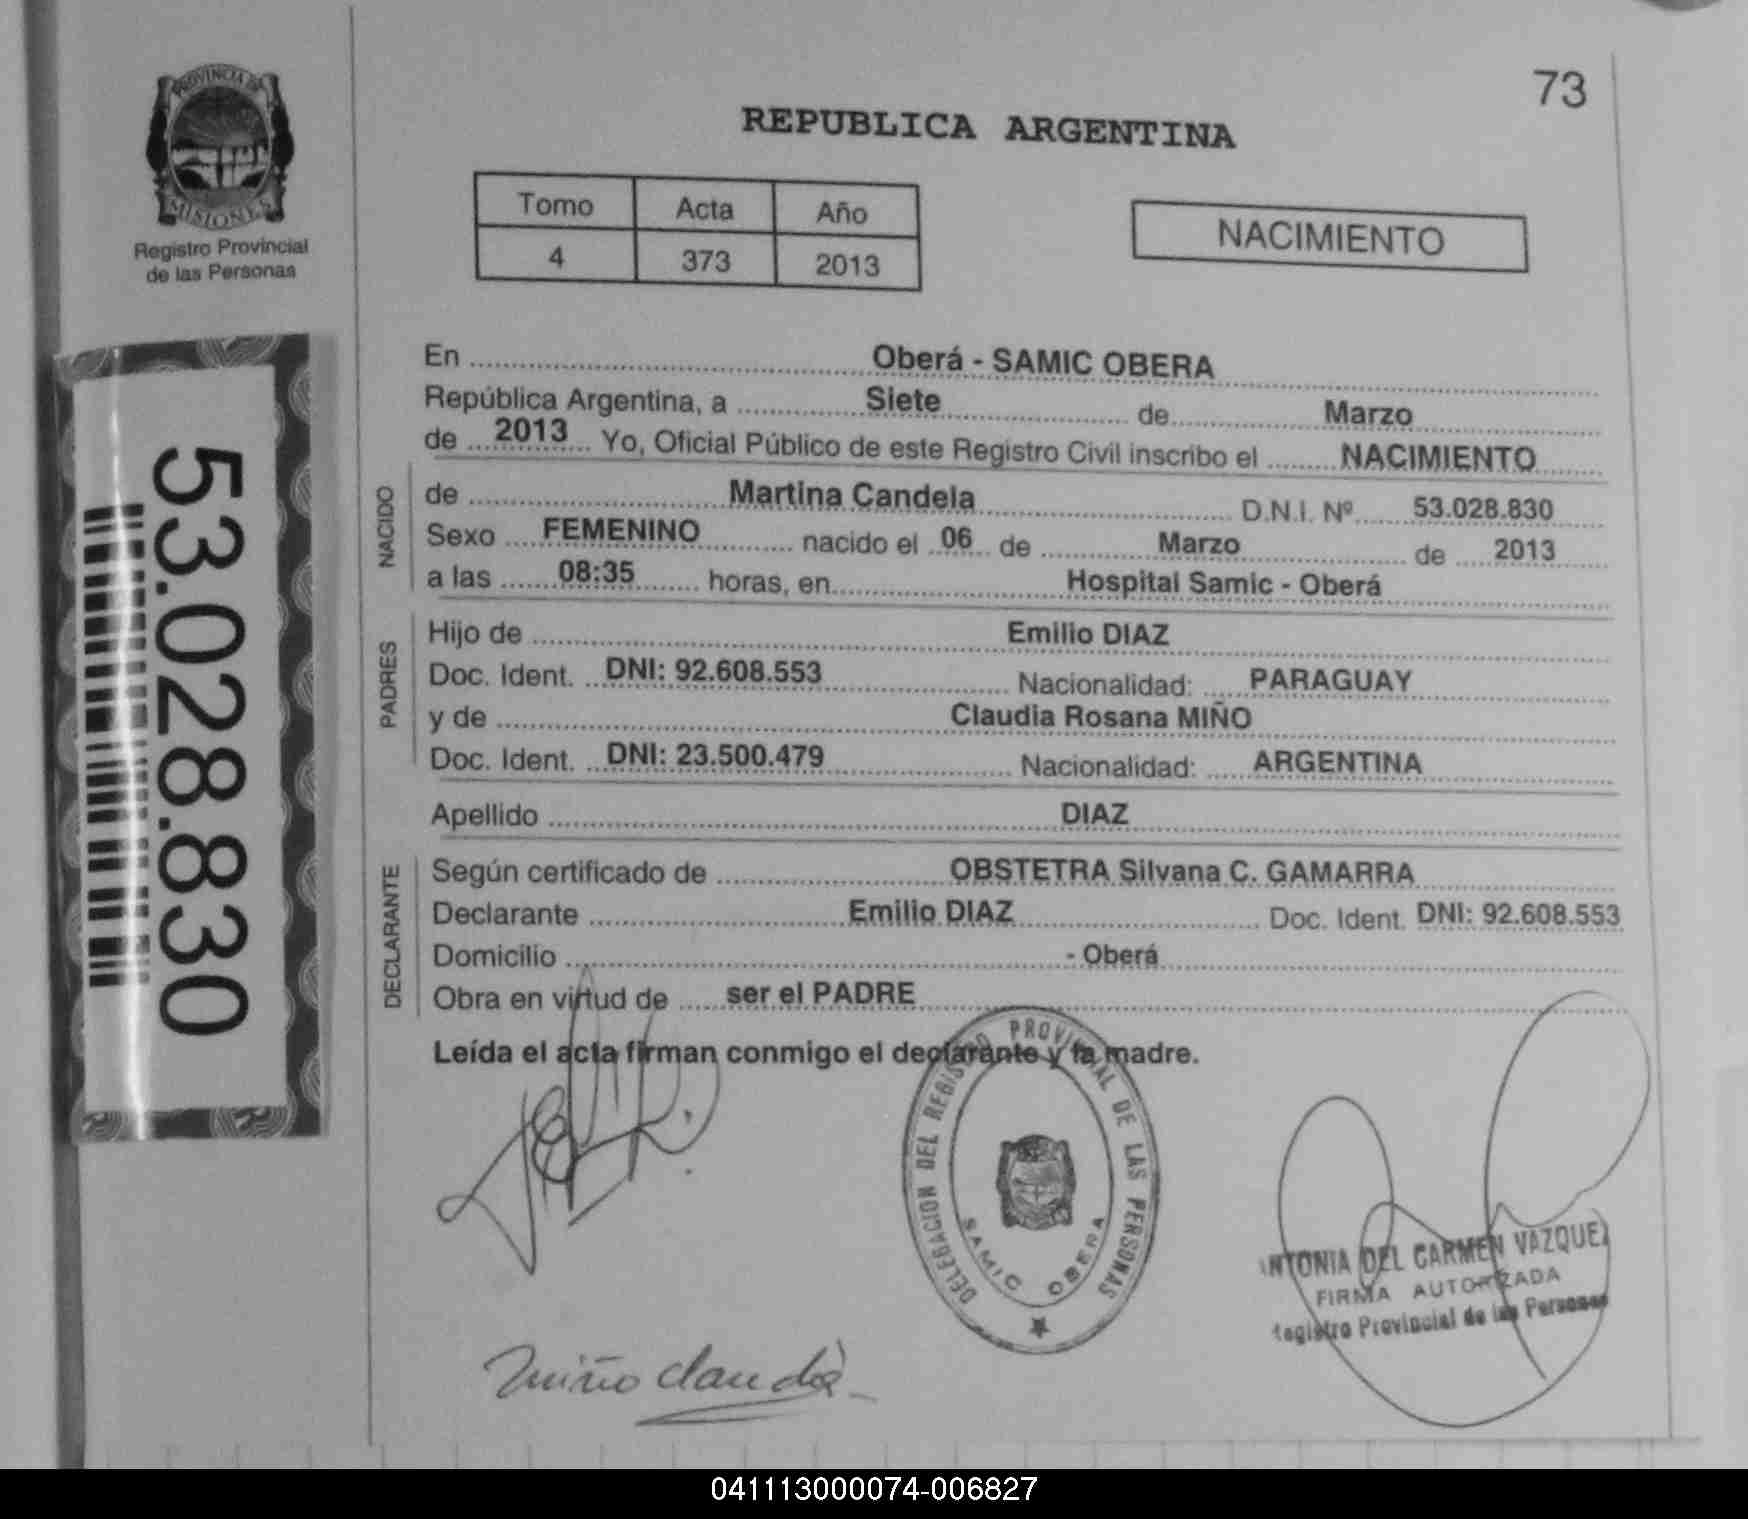 PROVINCIA DE
MISIONES
Registro Provincial
de las Personas
53.028.830
73
REPUBLICA ARGENTINA
Tomo Acta Año
4 373 2013
NACIMIENTO
En Oberá - SAMIC OBERA
República Argentina, a Siete de Marzo
de 2013 Yo, Oficial Público de este Registro Civil inscribo el NACIMIENTO
NACIDO
de Martina Candela D.N.I. Nº 53.028.830
Sexo FEMENINO nacido el 06 de Marzo de 2013
a las 08:35 horas, en Hospital Samic - Oberá
PADRES
Hijo de Emilio DIAZ
Doc. Ident. DNI: 92.608.553 Nacionalidad: PARAGUAY
y de Claudia Rosana MIÑO
Doc. Ident. DNI: 23.500.479 Nacionalidad: ARGENTINA
Apellido DIAZ
DECLARANTE
Según certificado de OBSTETRA Silvana C. GAMARRA
Declarante Emilio DIAZ Doc. Ident. DNI: 92.608.553
Domicilio - Oberá
Obra en virtud de ser el PADRE
Leída el acta firman conmigo el declarante y la madre.
DELEGACION DEL REGISTRO PROVINCIAL DE LAS PERSONAS
SAMIC OBERA
NTONIA DEL CARMEN VAZQUEZ
FIRMA AUTORIZADA
Registro Provincial de las Personas
Miño Claudia
041113000074-006827